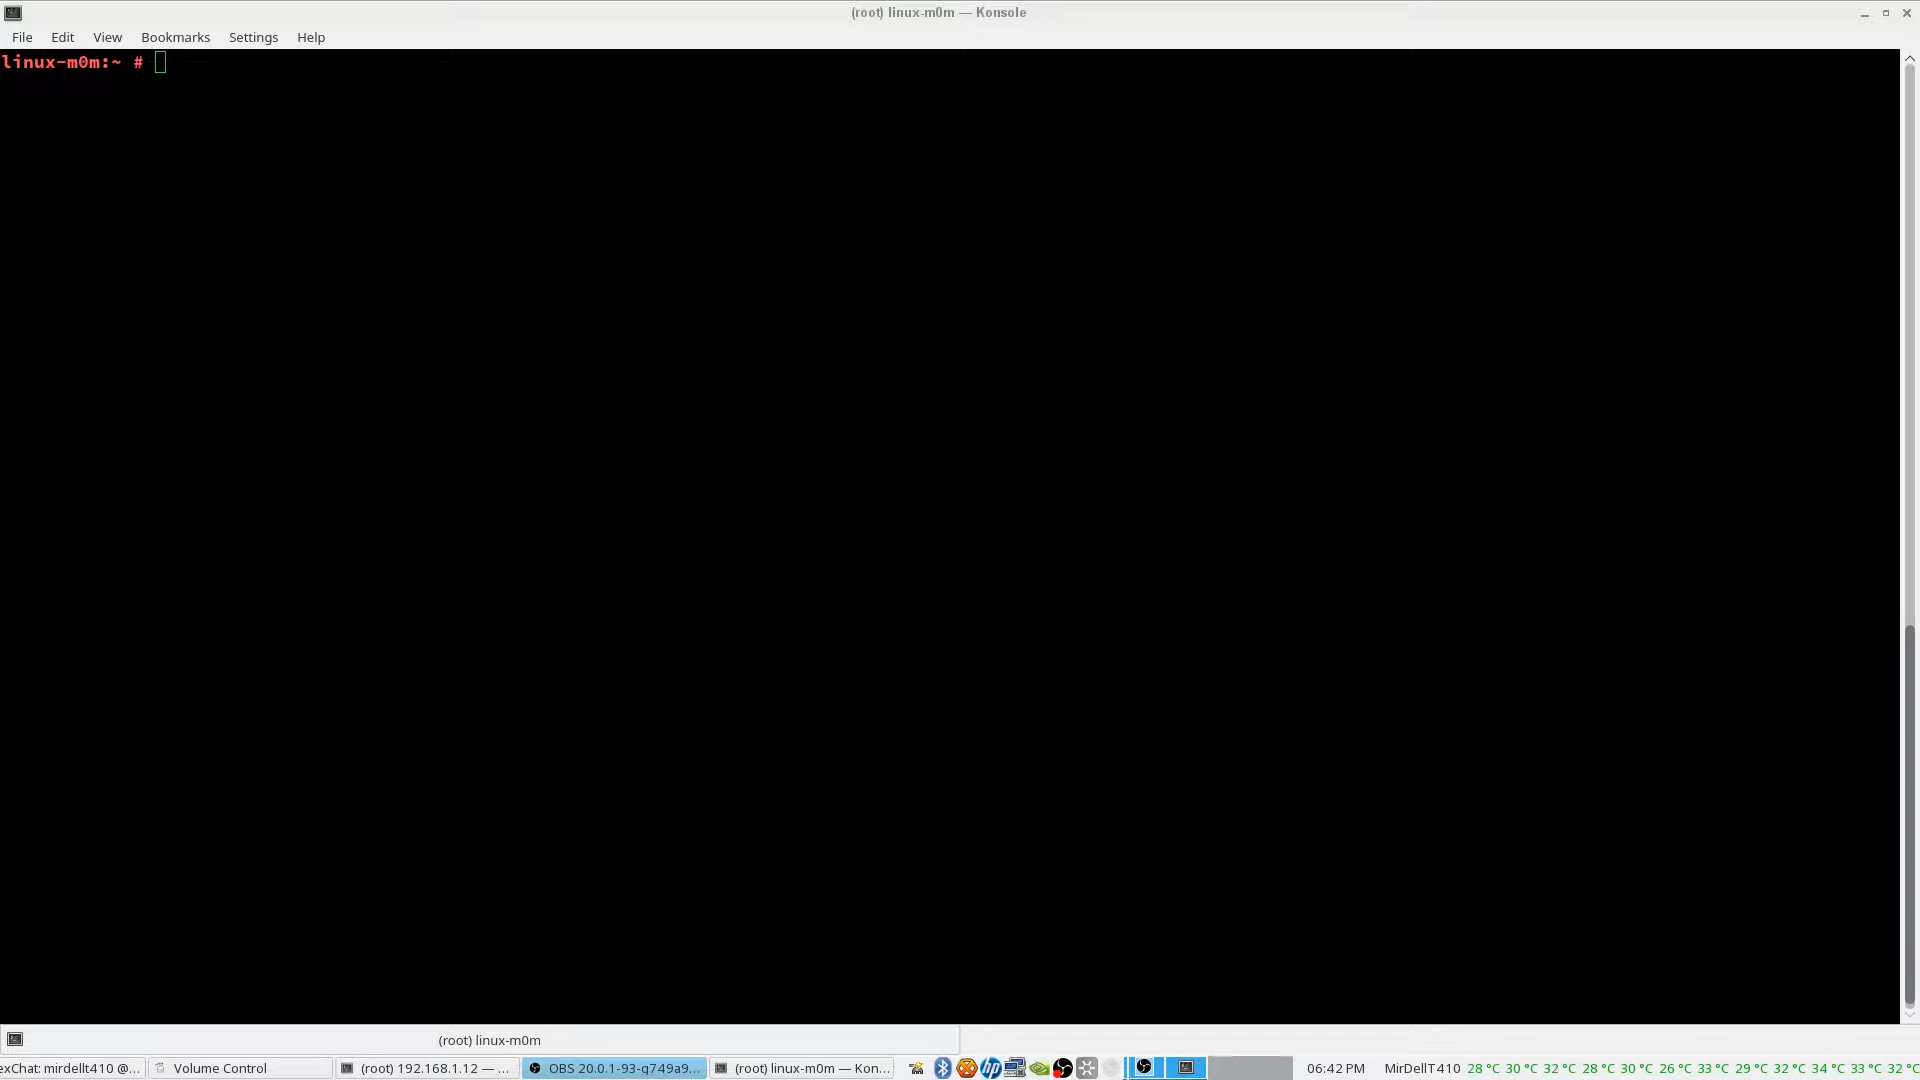 (root) linux-m0m — Konsole
File Edit View Bookmarks Settings Help
linux-m0m:~ #
(root) linux-m0m
exChat: mirdellt410 @... Volume Control (root) 192.168.1.12 — ... OBS 20.0.1-93-g749a9... (root) linux-m0m — Kon... hp 06:42 PM MirDellT410 28 °C 30 °C 32 °C 28 °C 30 °C 26 °C 33 °C 29 °C 32 °C 34 °C 33 °C 32 °C